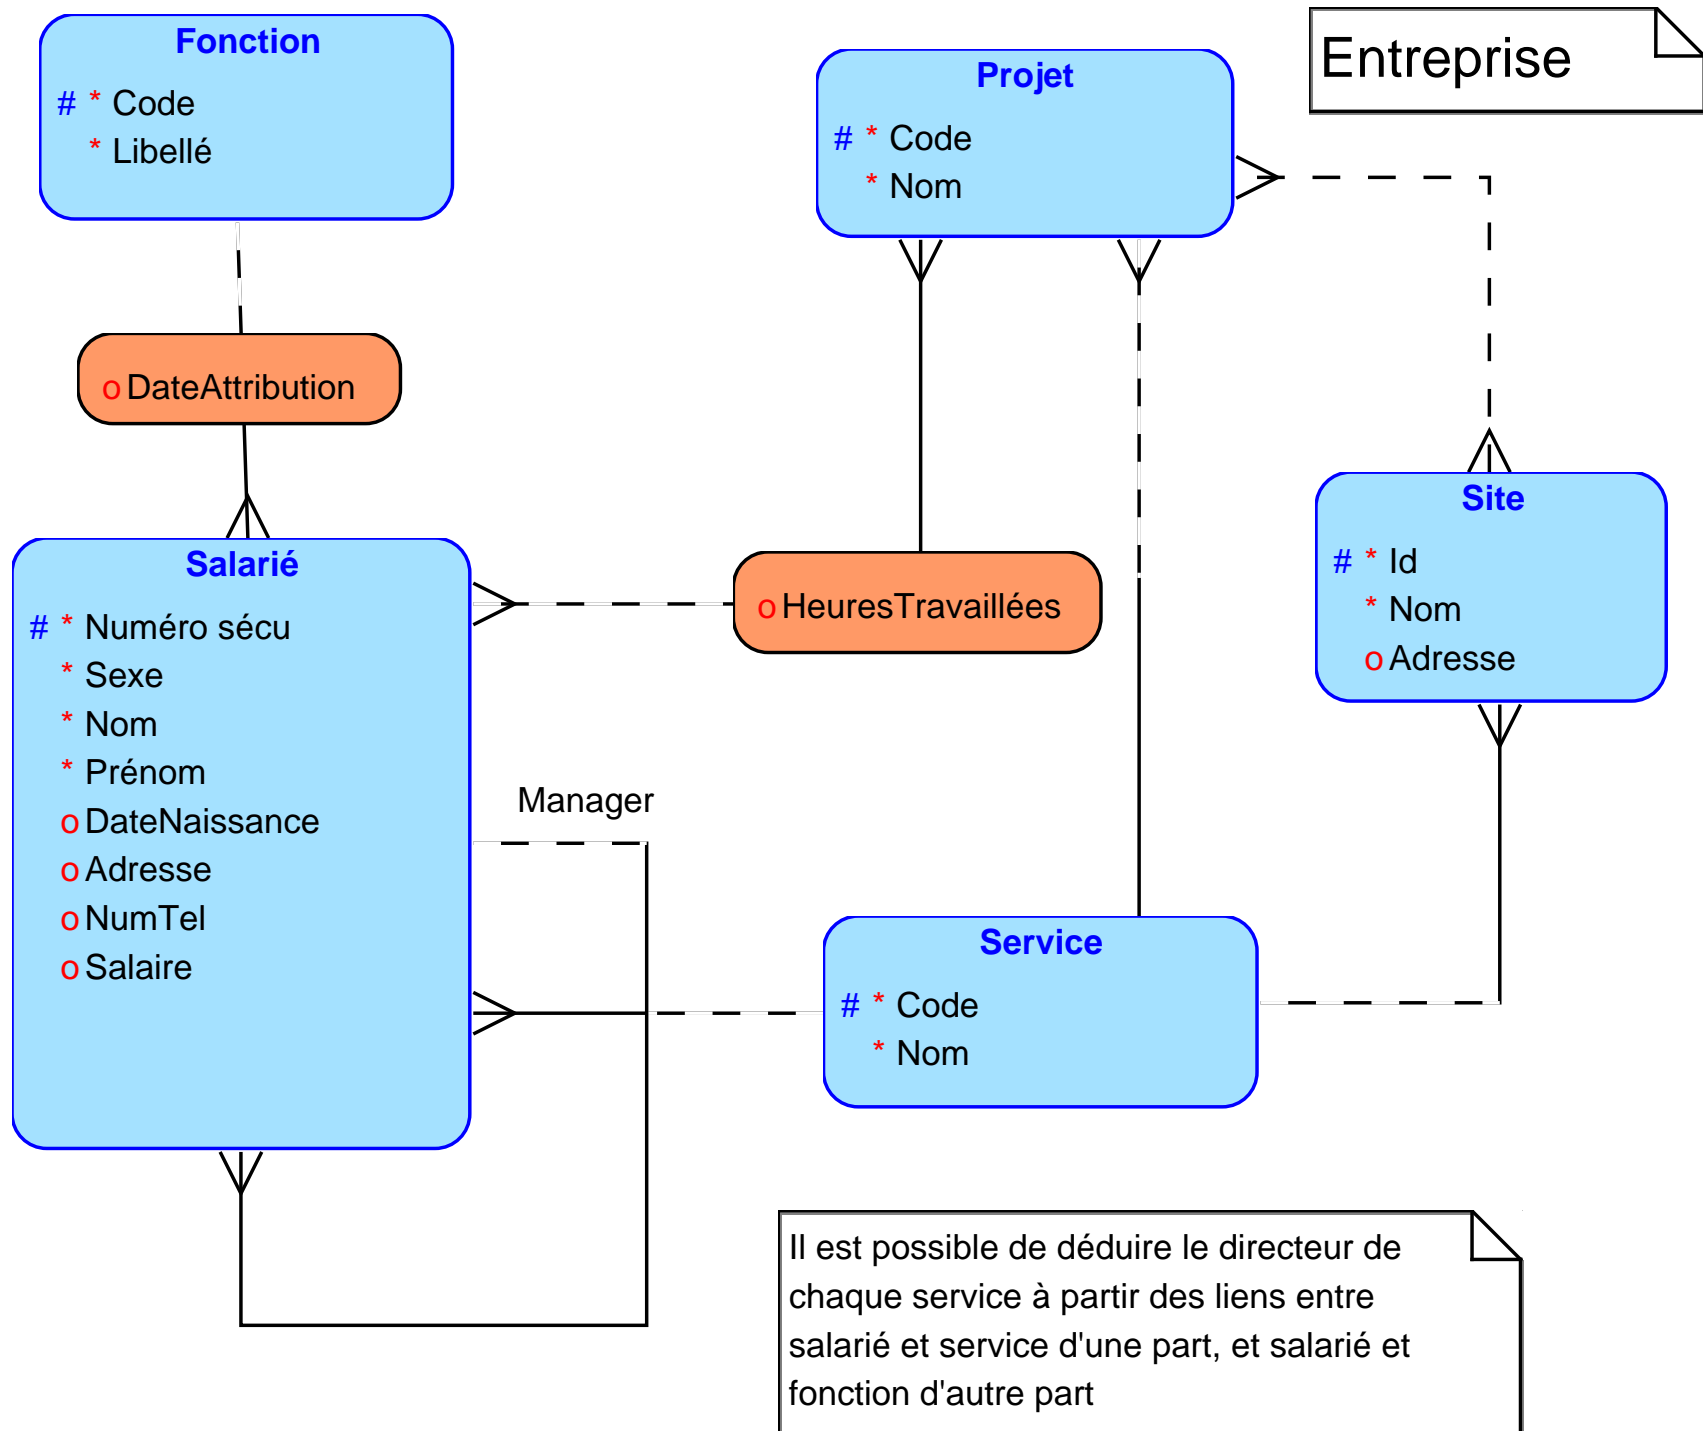 Fonction
# * Code
* Libellé
Projet
# * Code
* Nom
Entreprise
o DateAttribution
Salarié
# * Numéro sécu
* Sexe
* Nom
* Prénom
o DateNaissance
o Adresse
o NumTel
o Salaire
o HeuresTravaillées
Site
# * Id
* Nom
o Adresse
Manager
Service
# * Code
* Nom
Il est possible de déduire le directeur de
chaque service à partir des liens entre
salarié et service d'une part, et salarié et
fonction d'autre part